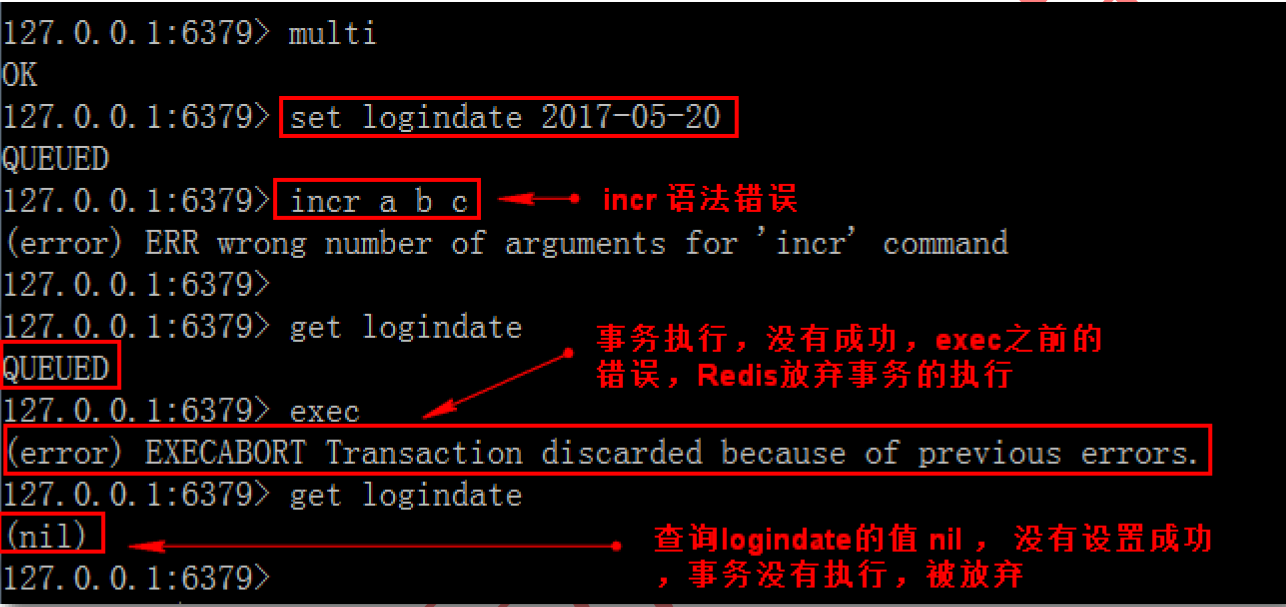 127.0.0.1:6379> multi
OK
127.0.0.1:6379> set logindate 2017-05-20
QUEUED
127.0.0.1:6379> incr a b c
incr 语法错误
(error) ERR wrong number of arguments for 'incr' command
127.0.0.1:6379>
127.0.0.1:6379> get logindate
事务执行，没有成功，exec之前的
错误，Redis放弃事务的执行
QUEUED
127.0.0.1:6379> exec
(error) EXECABORT Transaction discarded because of previous errors.
127.0.0.1:6379> get logindate
(nil)
查询logindate的值 nil ， 没有设置成功
，事务没有执行，被放弃
127.0.0.1:6379>